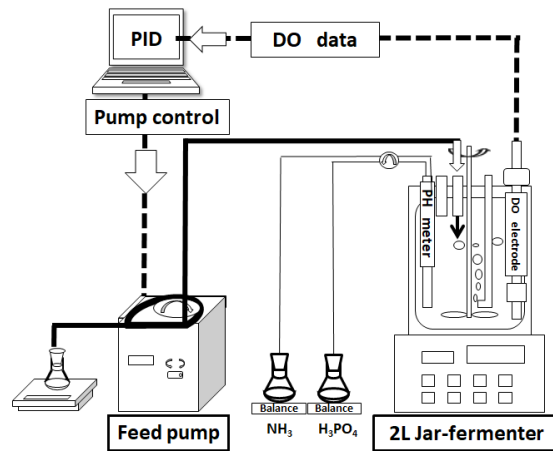 PID
DO data
Pump control
PH meter
DO electrode
Balance
Balance
NH₃
H₃PO₄
Feed pump
2L Jar-fermenter